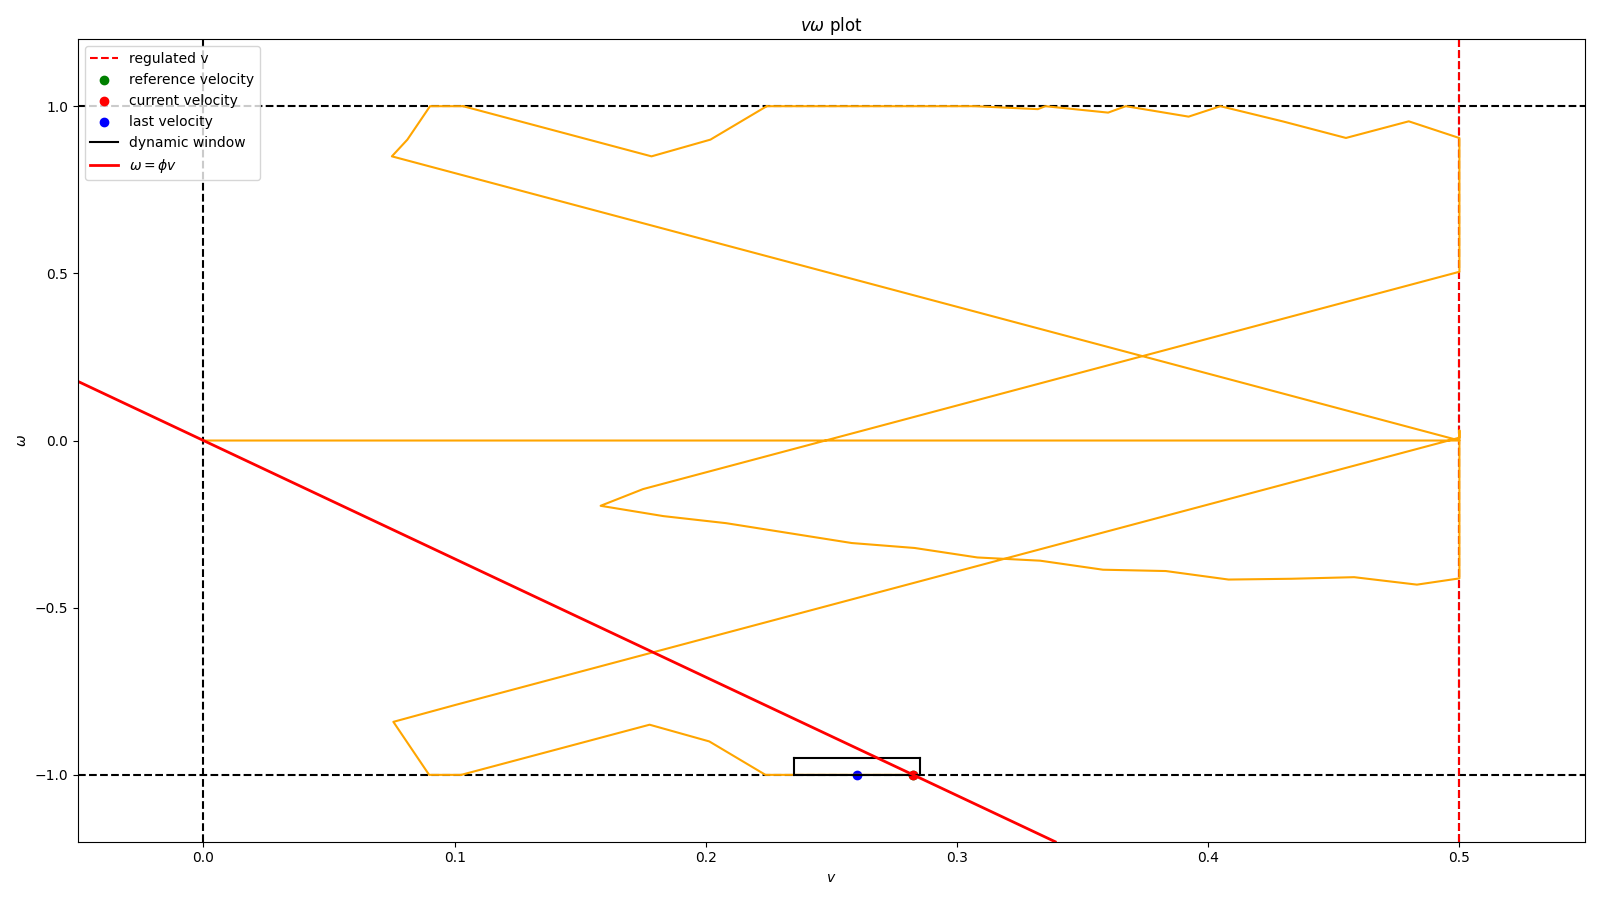 vω plot
regulated v
reference velocity
current velocity
last velocity
dynamic window
ω = ϕv
1.0
0.5
0.0
−0.5
−1.0
ω
0.0 0.1 0.2 0.3 0.4 0.5
v